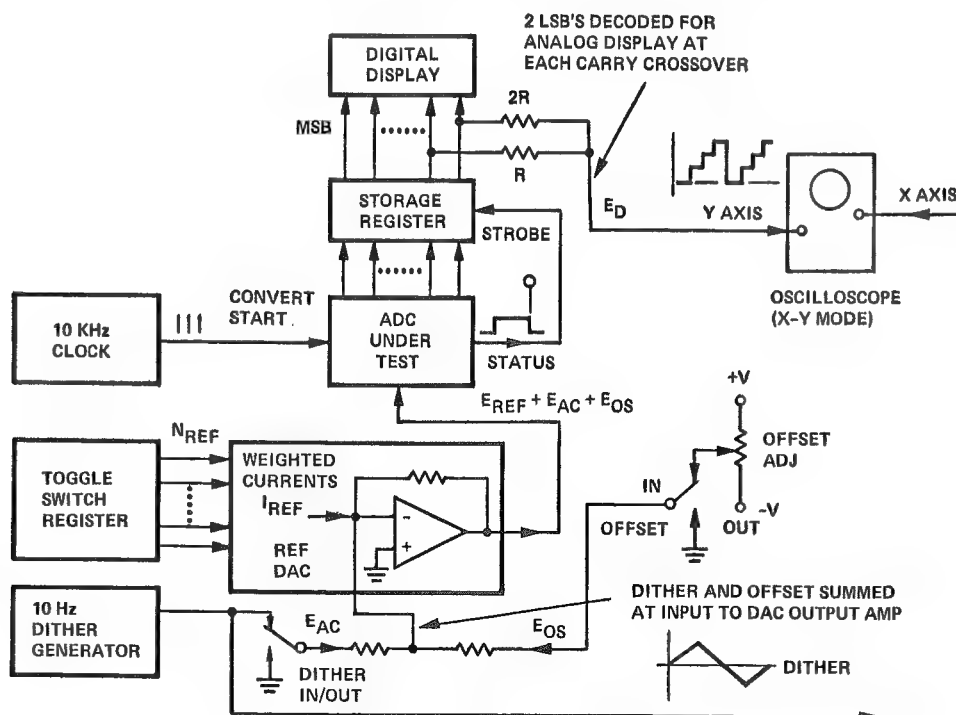 2 LSB'S DECODED FOR
ANALOG DISPLAY AT
EACH CARRY CROSSOVER
DIGITAL
DISPLAY
MSB
2R
R
STORAGE
REGISTER
STROBE
E_D
Y AXIS
X AXIS
OSCILLOSCOPE
(X-Y MODE)
10 KHz
CLOCK
CONVERT
START
ADC
UNDER
TEST
STATUS
E_REF + E_AC + E_OS
N_REF
TOGGLE
SWITCH
REGISTER
WEIGHTED
CURRENTS
I_REF
REF
DAC
-
+
+V
OFFSET
ADJ
-V
IN
OUT
OFFSET
10 Hz
DITHER
GENERATOR
E_AC
DITHER
IN/OUT
E_OS
DITHER AND OFFSET SUMMED
AT INPUT TO DAC OUTPUT AMP
DITHER